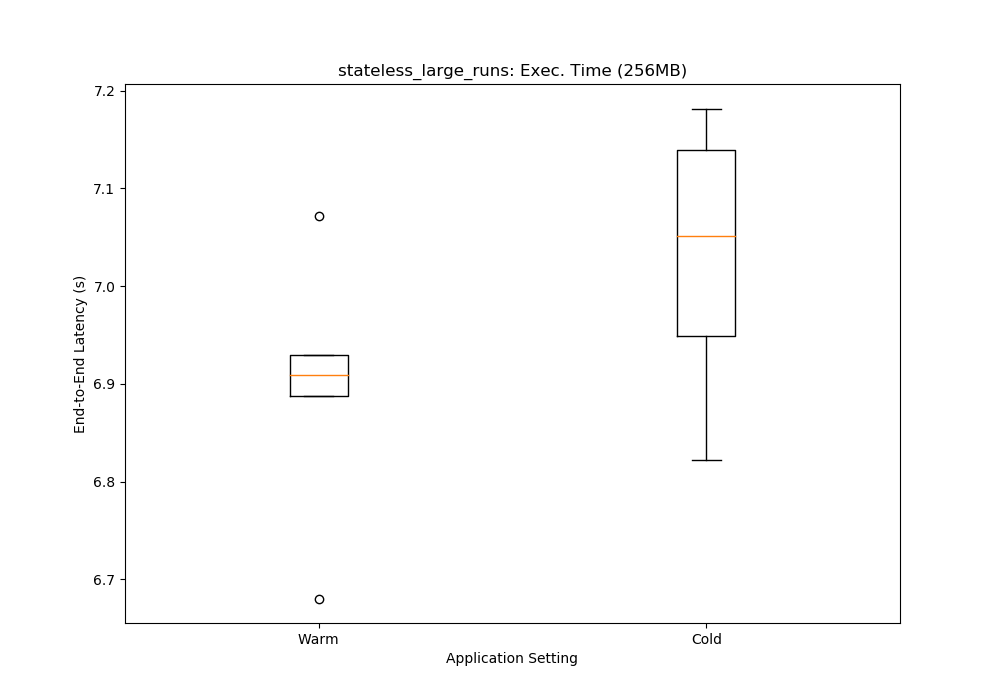 stateless_large_runs: Exec. Time (256MB)
7.2
7.1
7.0
6.9
6.8
6.7
End-to-End Latency (s)
Warm
Cold
Application Setting